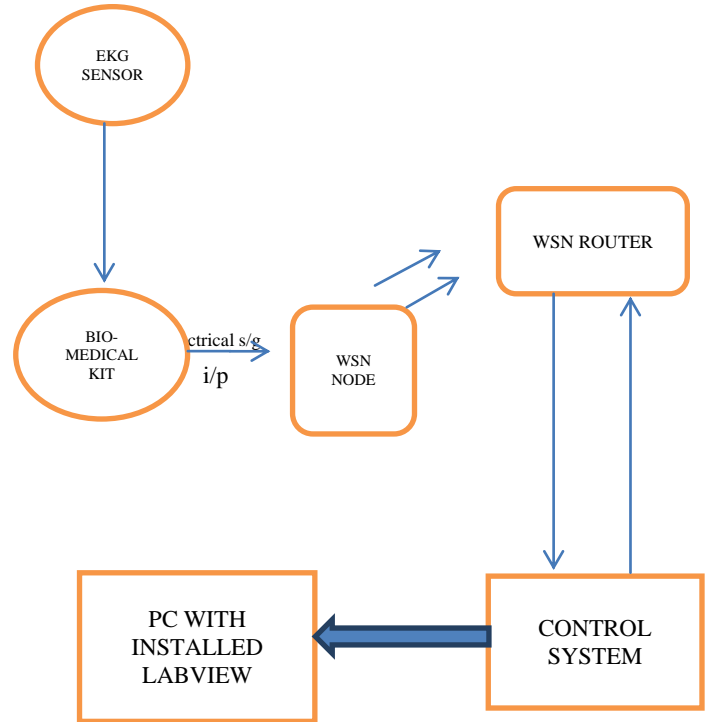 EKG
SENSOR
WSN ROUTER
BIO-
MEDICAL
KIT
ctrical s/g
i/p
WSN
NODE
PC WITH
INSTALLED
LABVIEW
CONTROL
SYSTEM